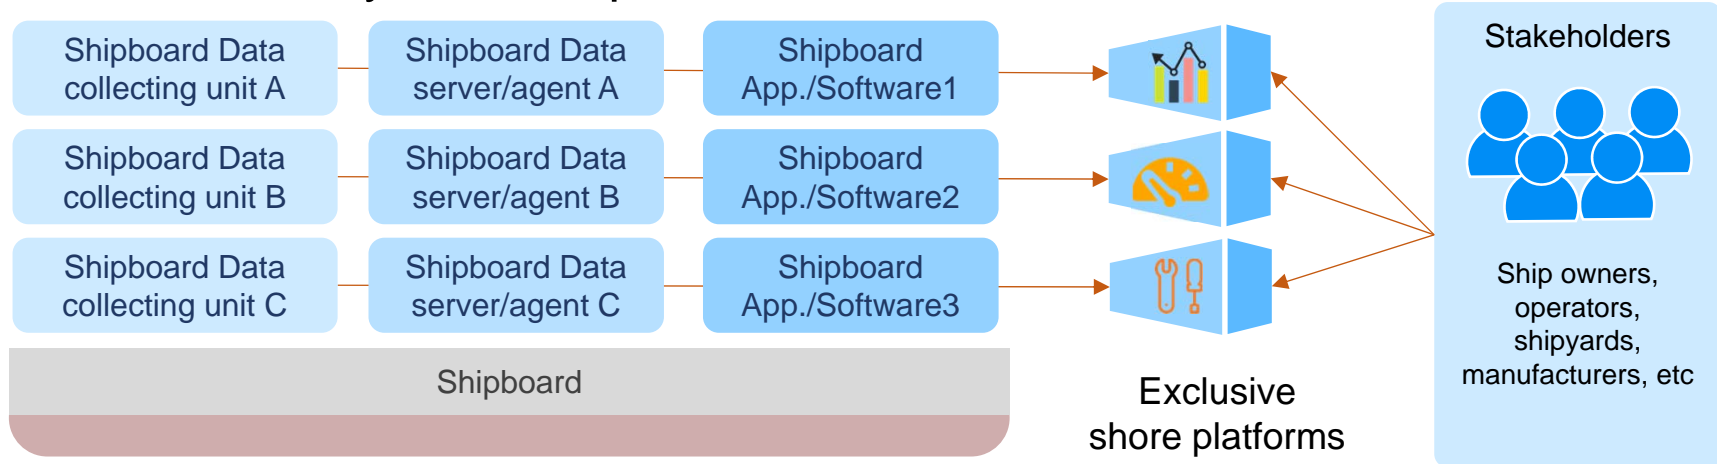 Shipboard Data
collecting unit A
Shipboard Data
server/agent A
Shipboard
App./Software1
Shipboard Data
collecting unit B
Shipboard Data
server/agent B
Shipboard
App./Software2
Shipboard Data
collecting unit C
Shipboard Data
server/agent C
Shipboard
App./Software3
Shipboard
Exclusive
shore platforms
Stakeholders
Ship owners,
operators,
shipyards,
manufacturers, etc